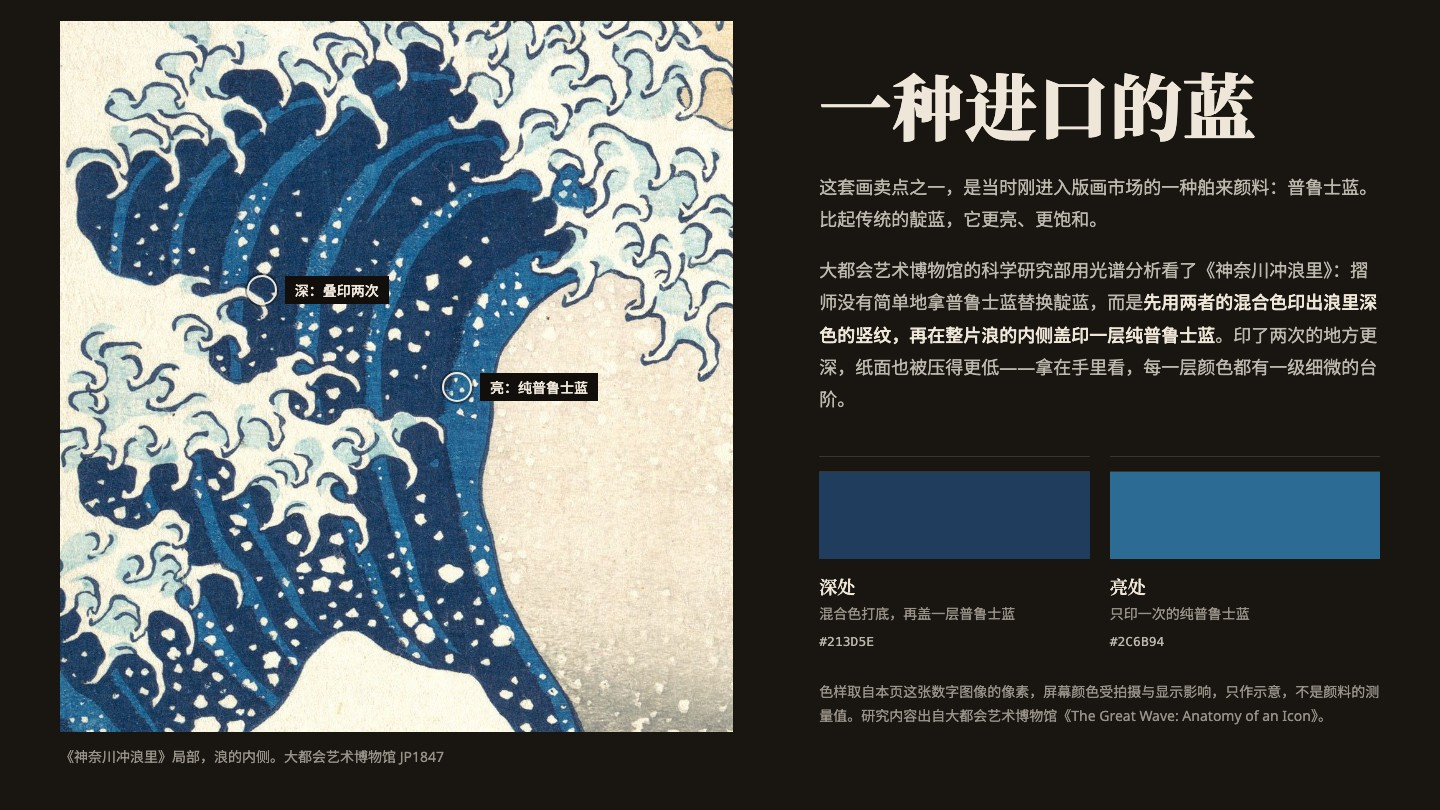 一种进口的蓝
这套画卖点之一，是当时刚进入版画市场的一种舶来颜料：普鲁士蓝。
比起传统的靛蓝，它更亮、更饱和。
大都会艺术博物馆的科学研究部用光谱分析看了《神奈川冲浪里》：摺
师没有简单地拿普鲁士蓝替换靛蓝，而是先用两者的混合色印出浪里深
色的竖纹，再在整片浪的内侧盖印一层纯普鲁士蓝。印了两次的地方更
深，纸面也被压得更低——拿在手里看，每一层颜色都有一级细微的台
阶。
深：叠印两次
亮：纯普鲁士蓝
深处
混合色打底，再盖一层普鲁士蓝
#213D5E
亮处
只印一次的纯普鲁士蓝
#2C6B94
色样取自本页这张数字图像的像素，屏幕颜色受拍摄与显示影响，只作示意，不是颜料的测
量值。研究内容出自大都会艺术博物馆《The Great Wave: Anatomy of an Icon》。
《神奈川冲浪里》局部，浪的内侧。大都会艺术博物馆 JP1847